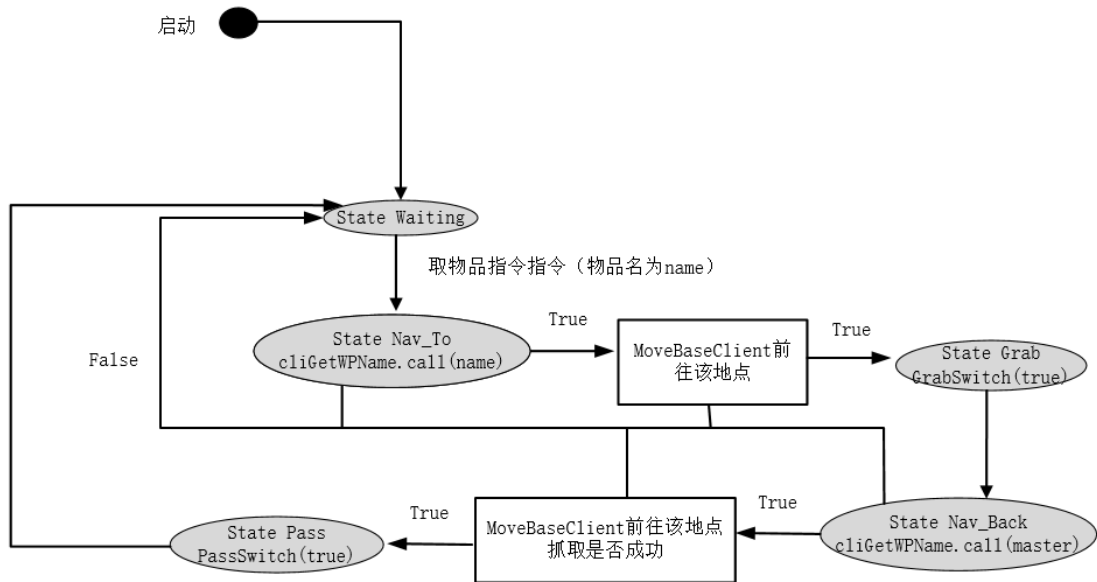 启动
State Waiting
取物品指令指令（物品名为name）
True
True
State Nav_To
cliGetWPName.call(name)
MoveBaseClient前
往该地点
State Grab
GrabSwitch(true)
False
True
True
State Pass
PassSwitch(true)
MoveBaseClient前往该地点
抓取是否成功
State Nav_Back
cliGetWPName.call(master)